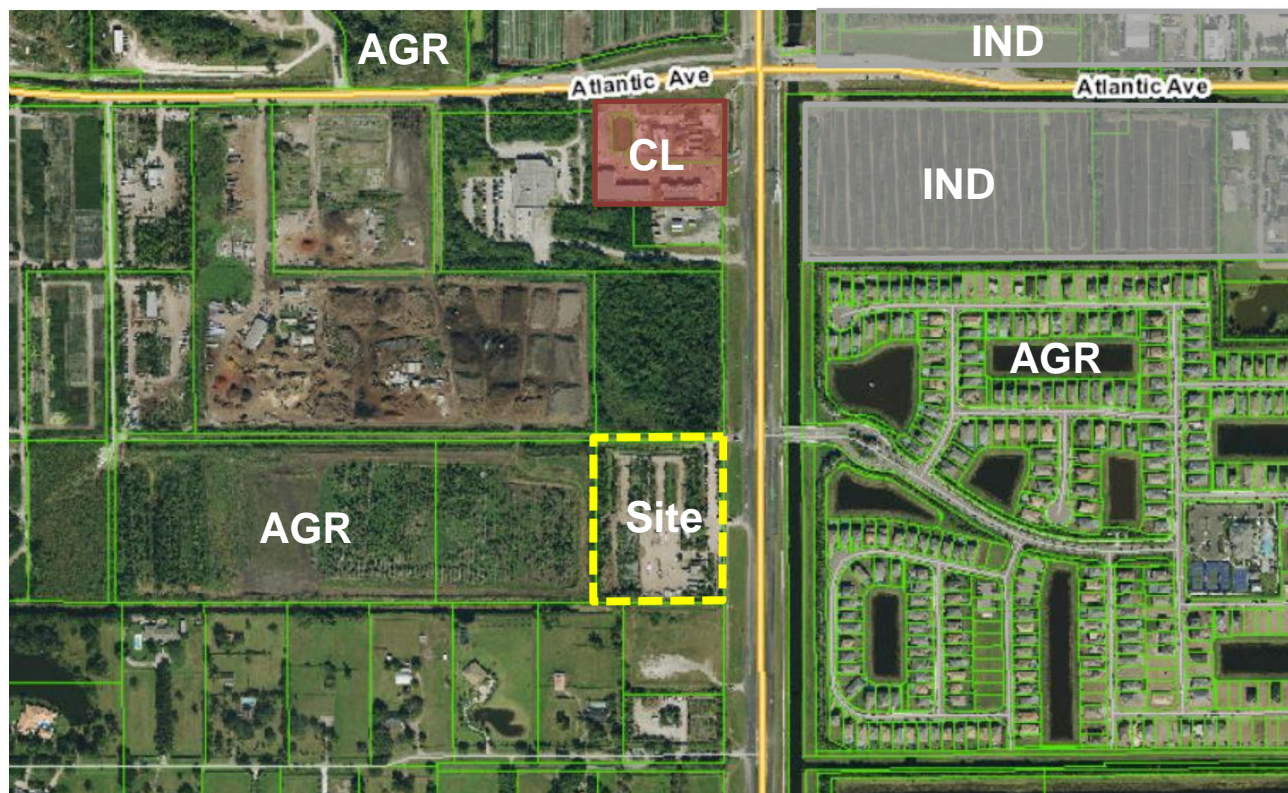 AGR
IND
Atlantic Ave
Atlantic Ave
CL
IND
AGR
AGR
Site